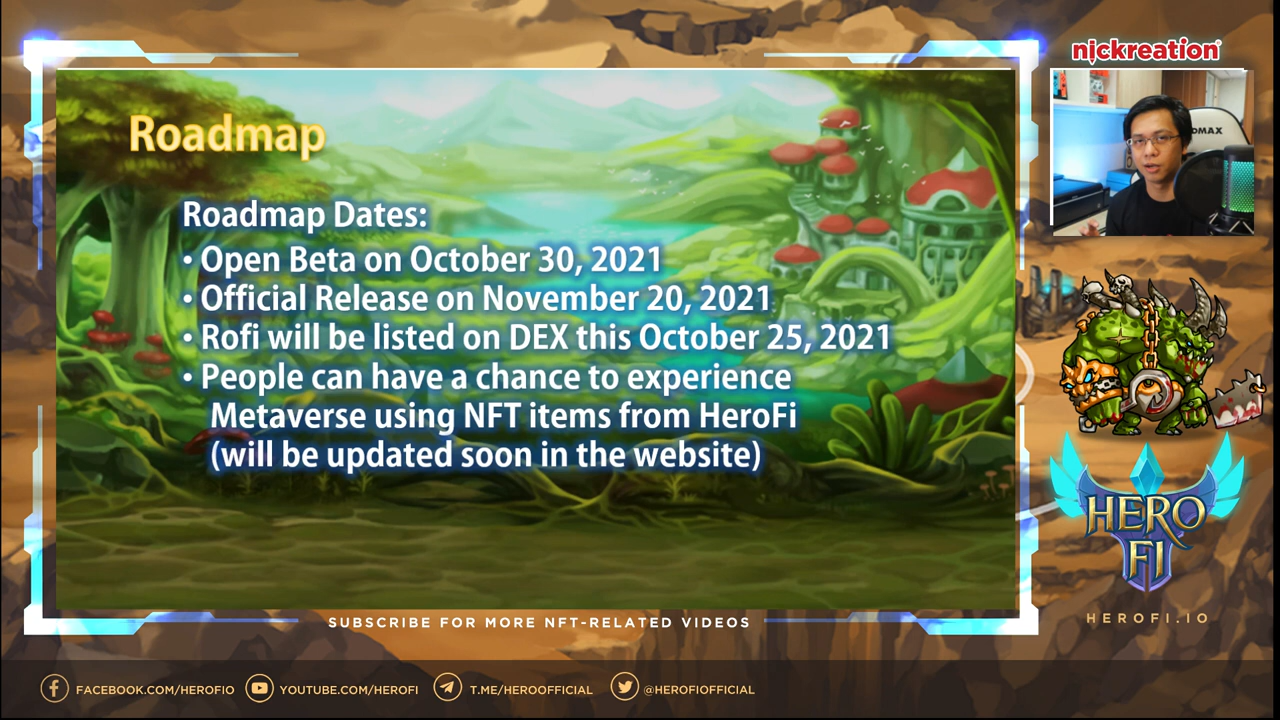 njckreation
Roadmap
Roadmap Dates:
• Open Beta on October 30, 2021
• Official Release on November 20, 2021
• Rofi will be listed on DEX this October 25, 2021
• People can have a chance to experience
Metaverse using NFT items from HeroFi
(will be updated soon in the website)
DMAX
HERO
FI
HEROFI.IO
SUBSCRIBE FOR MORE NFT-RELATED VIDEOS
FACEBOOK.COM/HEROFIO
YOUTUBE.COM/HEROFI
T.ME/HEROOFFICIAL
@HEROFIOFFICIAL